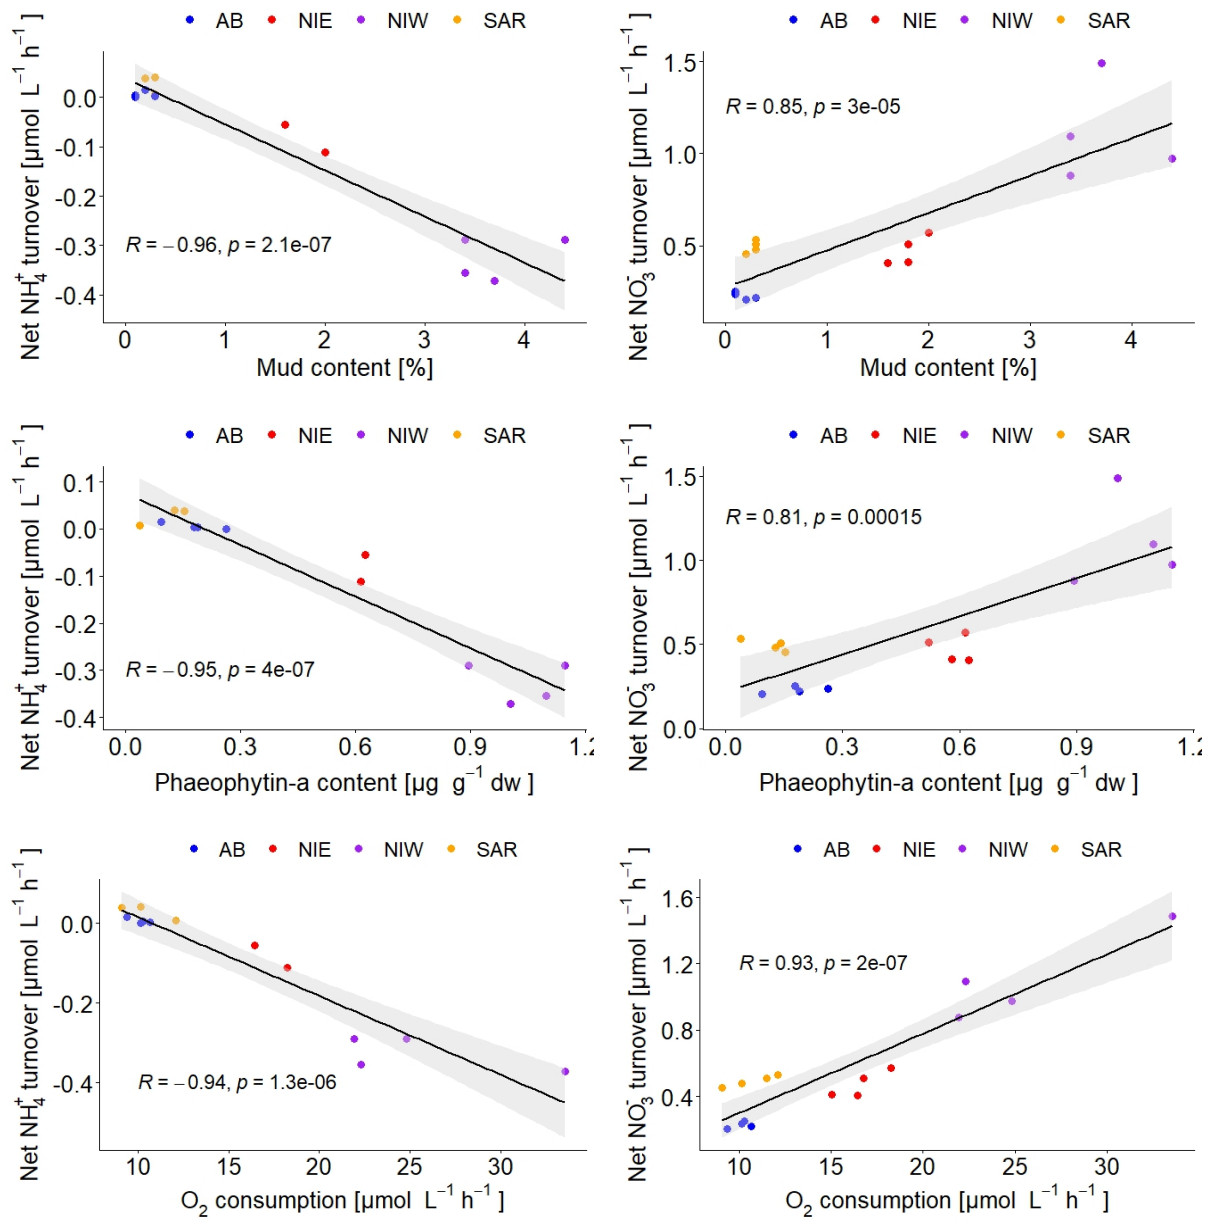 AB NIE NIW SAR
Net NH₄⁺ turnover [µmol L⁻¹ h⁻¹ ]
0.0
-0.1
-0.2
-0.3
-0.4
R = −0.96, p = 2.1e-07
0 1 2 3 4
Mud content [%]
AB NIE NIW SAR
Net NO₃⁻ turnover [µmol L⁻¹ h⁻¹ ]
1.5
1.0
0.5
R = 0.85, p = 3e-05
0 1 2 3 4
Mud content [%]
AB NIE NIW SAR
Net NH₄⁺ turnover [µmol L⁻¹ h⁻¹ ]
0.1
0.0
-0.1
-0.2
-0.3
-0.4
R = −0.95, p = 4e-07
0.0 0.3 0.6 0.9 1.2
Phaeophytin-a content [µg g⁻¹ dw ]
AB NIE NIW SAR
Net NO₃⁻ turnover [µmol L⁻¹ h⁻¹ ]
1.5
1.0
0.5
0.0
R = 0.81, p = 0.00015
0.0 0.3 0.6 0.9 1.2
Phaeophytin-a content [µg g⁻¹ dw ]
AB NIE NIW SAR
Net NH₄⁺ turnover [µmol L⁻¹ h⁻¹ ]
0.0
-0.2
-0.4
R = −0.94, p = 1.3e-06
10 15 20 25 30
O₂ consumption [µmol L⁻¹ h⁻¹ ]
AB NIE NIW SAR
Net NO₃⁻ turnover [µmol L⁻¹ h⁻¹ ]
1.6
1.2
0.8
0.4
R = 0.93, p = 2e-07
10 15 20 25 30
O₂ consumption [µmol L⁻¹ h⁻¹ ]